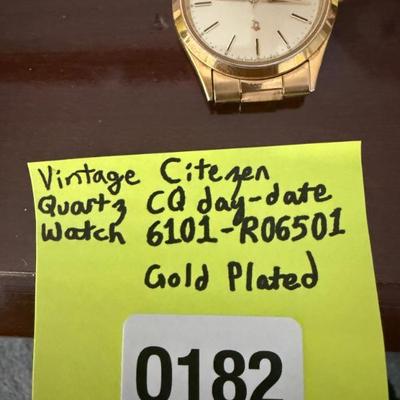 Vintage Citezen
Quartz CQ day-date
Watch 6101-R06501
Gold Plated
0182